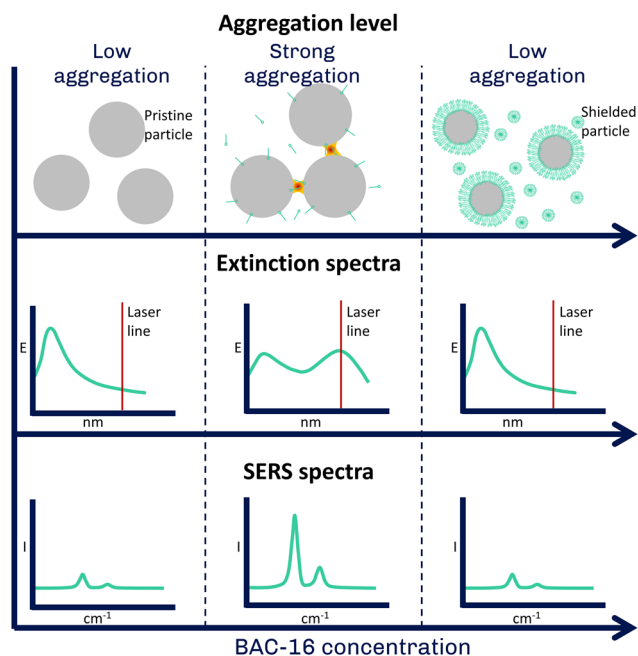 Aggregation level
Low
aggregation
Strong
aggregation
Low
aggregation
Pristine
particle
Shielded
particle
Extinction spectra
E
Laser
line
nm
E
Laser
line
nm
E
Laser
line
nm
SERS spectra
I
cm⁻¹
I
cm⁻¹
I
cm⁻¹
BAC-16 concentration